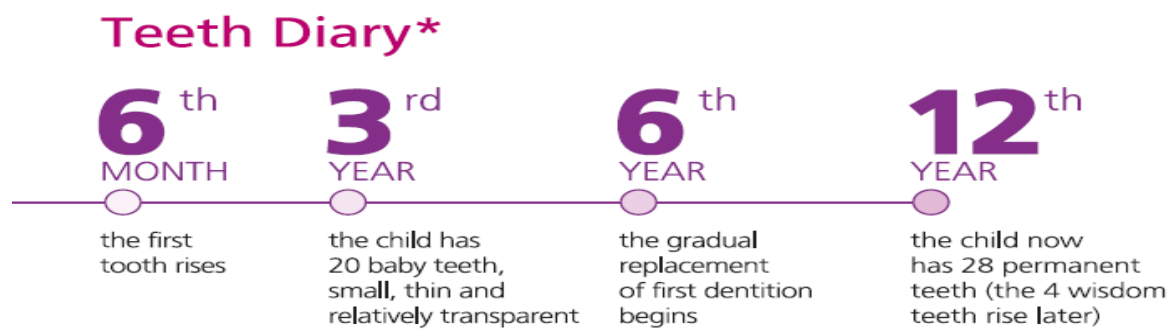 Teeth Diary*
6th
MONTH
the first
tooth rises
3rd
YEAR
the child has
20 baby teeth,
small, thin and
relatively transparent
6th
YEAR
the gradual
replacement
of first dentition
begins
12th
YEAR
the child now
has 28 permanent
teeth (the 4 wisdom
teeth rise later)